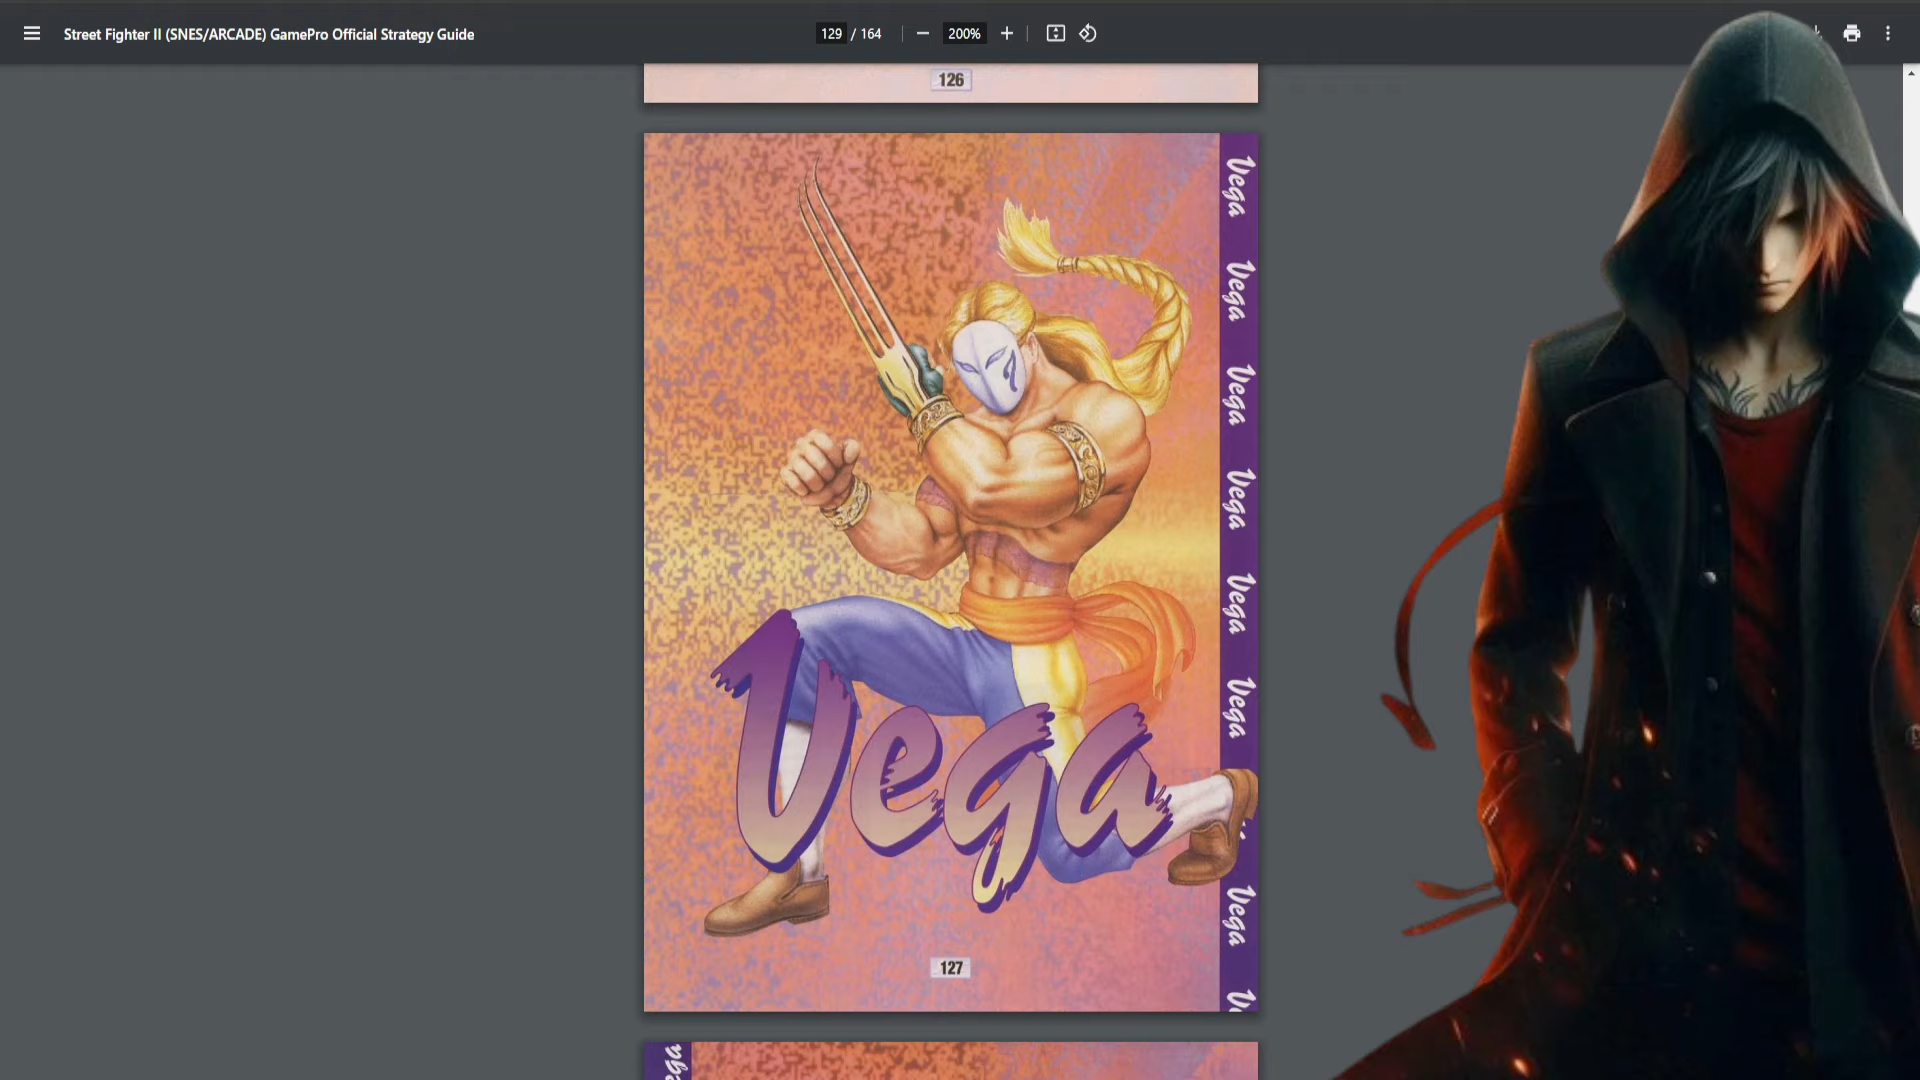 Street Fighter II (SNES/ARCADE) GamePro Official Strategy Guide
129 / 164
200%
126
Vega
Vega
Vega
Vega
Vega
Vega
Vega
Vega
127